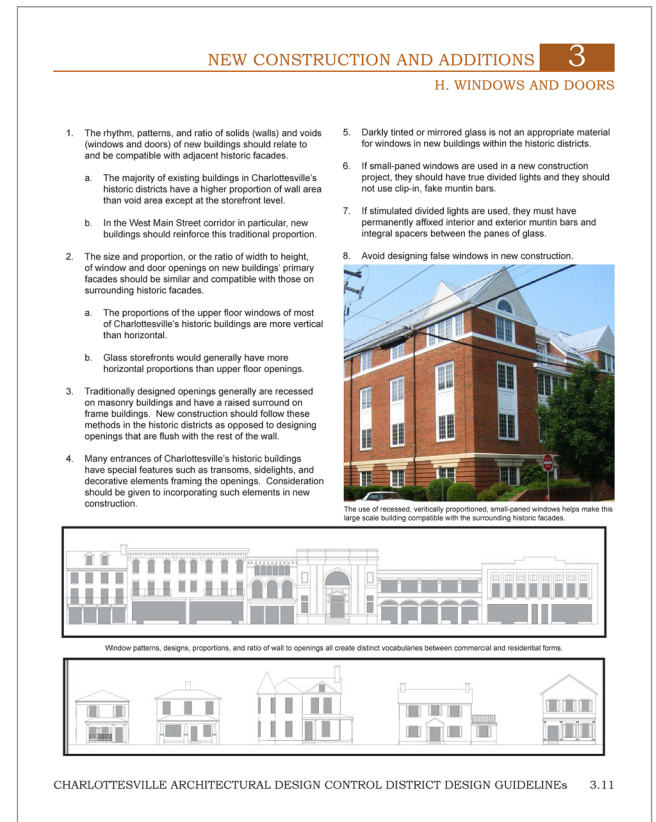 NEW CONSTRUCTION AND ADDITIONS 3
H. WINDOWS AND DOORS
1. The rhythm, patterns, and ratio of solids (walls) and voids
(windows and doors) of new buildings should relate to
and be compatible with adjacent historic facades.
a. The majority of existing buildings in Charlottesville's
historic districts have a higher proportion of wall area
than void area except at the storefront level.
b. In the West Main Street corridor in particular, new
buildings should reinforce this traditional proportion.
2. The size and proportion, or the ratio of width to height,
of window and door openings on new buildings' primary
facades should be similar and compatible with those on
surrounding historic facades.
a. The proportions of the upper floor windows of most
of Charlottesville's historic buildings are more vertical
than horizontal.
b. Glass storefronts would generally have more
horizontal proportions than upper floor openings.
3. Traditionally designed openings generally are recessed
on masonry buildings and have a raised surround on
frame buildings. New construction should follow these
methods in the historic districts as opposed to designing
openings that are flush with the rest of the wall.
4. Many entrances of Charlottesville's historic buildings
have special features such as transoms, sidelights, and
decorative elements framing the openings. Consideration
should be given to incorporating such elements in new
construction.
5. Darkly tinted or mirrored glass is not an appropriate material
for windows in new buildings within the historic districts.
6. If small-paned windows are used in a new construction
project, they should have true divided lights and they should
not use clip-in, fake muntin bars.
7. If stimulated divided lights are used, they must have
permanently affixed interior and exterior muntin bars and
integral spacers between the panes of glass.
8. Avoid designing false windows in new construction.
The use of recessed, veritically proportioned, small-paned windows helps make this
large scale building compatible with the surrounding historic facades.
Window patterns, designs, proportions, and ratio of wall to openings all create distinct vocabularies between commercial and residential forms.
CHARLOTTESVILLE ARCHITECTURAL DESIGN CONTROL DISTRICT DESIGN GUIDELINEs 3.11